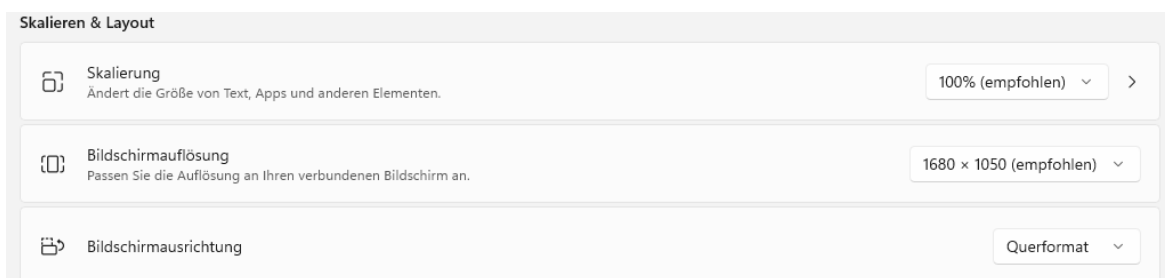 Skalieren & Layout
Skalierung
Ändert die Größe von Text, Apps und anderen Elementen.
100% (empfohlen)
Bildschirmauflösung
Passen Sie die Auflösung an Ihren verbundenen Bildschirm an.
1680 × 1050 (empfohlen)
Bildschirmausrichtung
Querformat